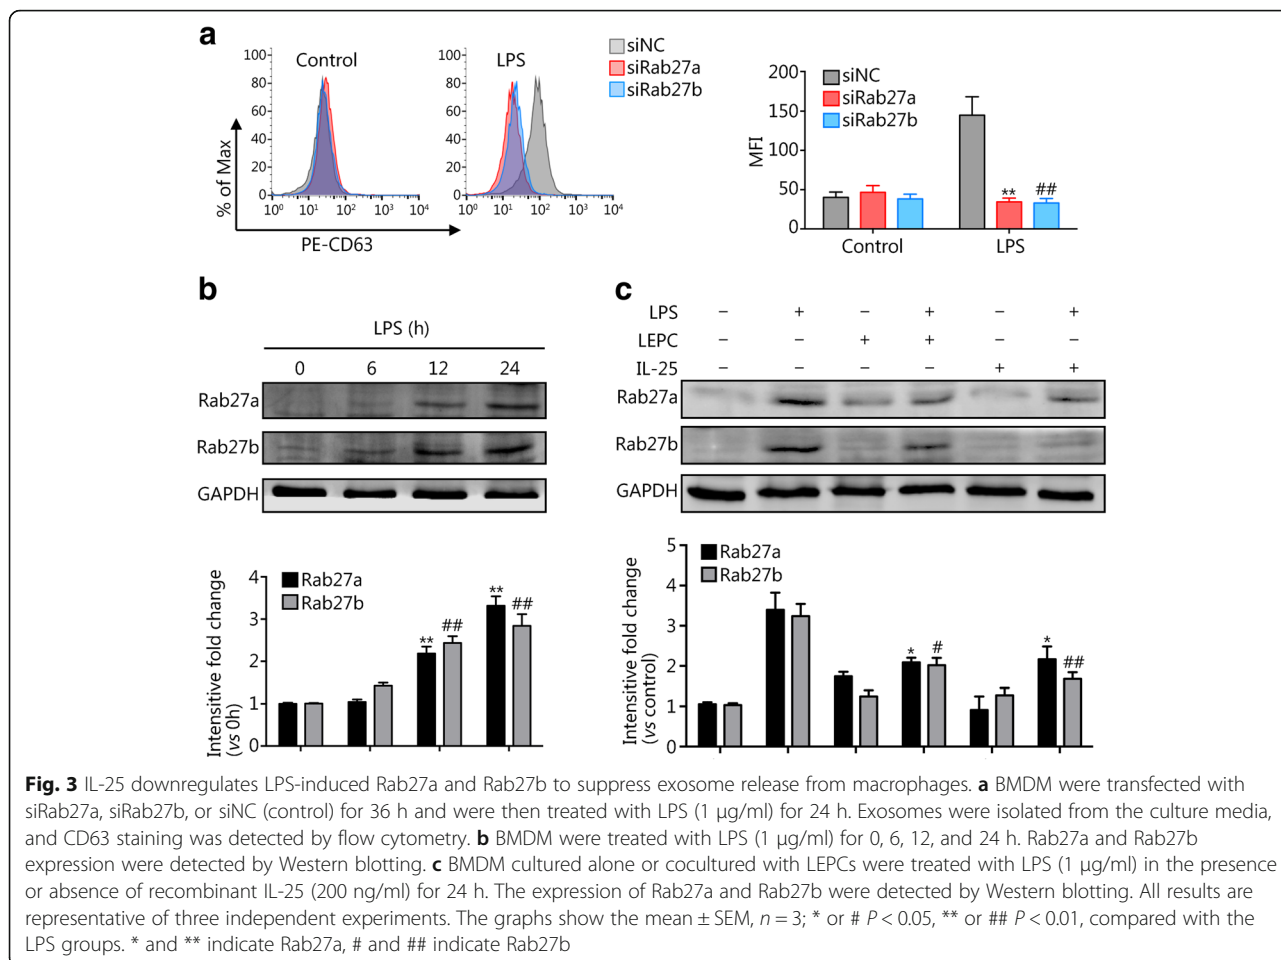 a
Control
LPS
siNC
siRab27a
siRab27b
100
80
60
40
20
0
10⁰ 10¹ 10² 10³ 10⁴
100
80
60
40
20
0
10⁰ 10¹ 10² 10³ 10⁴
% of Max
PE-CD63
siNC
siRab27a
siRab27b
200
150
100
50
0
MFI
** ##
Control LPS
b
LPS (h)
0 6 12 24
Rab27a
Rab27b
GAPDH
Rab27a
Rab27b
4
3
2
1
0
Intensitive fold change
(vs 0h)
** ## ** ##
c
LPS − + − + − +
LEPC − − + + − −
IL-25 − − − − + +
Rab27a
Rab27b
GAPDH
Rab27a
Rab27b
5
4
3
2
1
0
Intensitive fold change
(vs control)
* # * ##
Fig. 3 IL-25 downregulates LPS-induced Rab27a and Rab27b to suppress exosome release from macrophages. a BMDM were transfected with
siRab27a, siRab27b, or siNC (control) for 36 h and were then treated with LPS (1 μg/ml) for 24 h. Exosomes were isolated from the culture media,
and CD63 staining was detected by flow cytometry. b BMDM were treated with LPS (1 μg/ml) for 0, 6, 12, and 24 h. Rab27a and Rab27b
expression were detected by Western blotting. c BMDM cultured alone or cocultured with LEPCs were treated with LPS (1 μg/ml) in the presence
or absence of recombinant IL-25 (200 ng/ml) for 24 h. The expression of Rab27a and Rab27b were detected by Western blotting. All results are
representative of three independent experiments. The graphs show the mean ± SEM, n = 3; * or # P < 0.05, ** or ## P < 0.01, compared with the
LPS groups. * and ** indicate Rab27a, # and ## indicate Rab27b